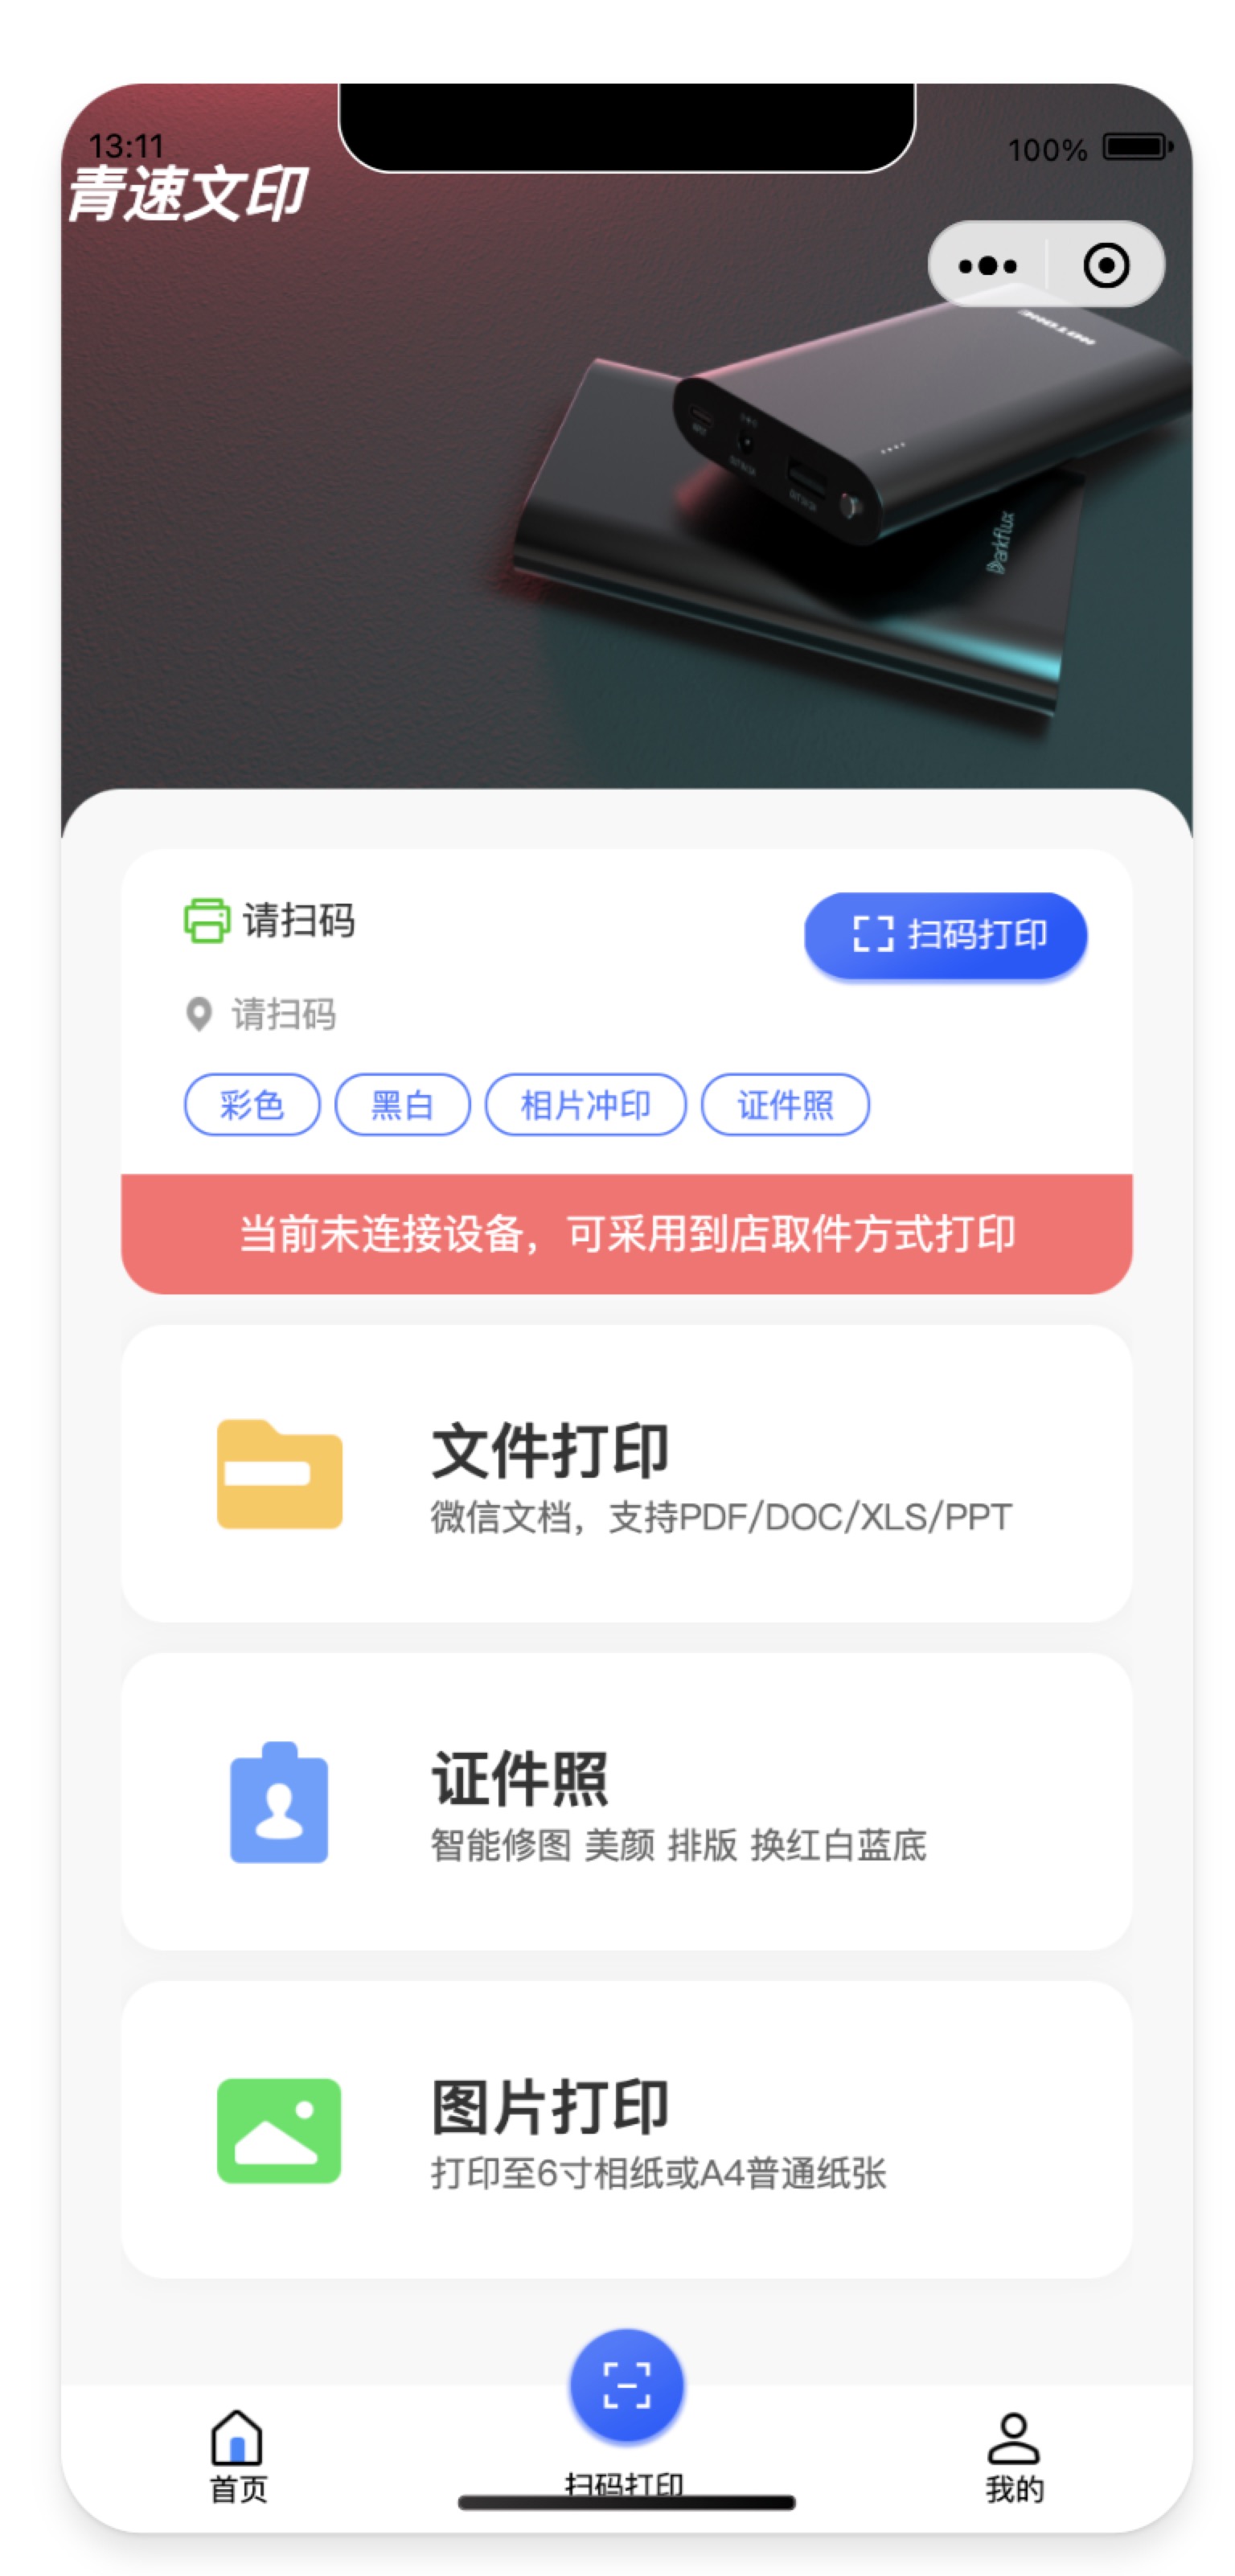 13:11
100%
青速文印
HOTONE
Darkflux
请扫码
扫码打印
请扫码
彩色 黑白 相片冲印 证件照
当前未连接设备，可采用到店取件方式打印
文件打印
微信文档，支持PDF/DOC/XLS/PPT
证件照
智能修图 美颜 排版 换红白蓝底
图片打印
打印至6寸相纸或A4普通纸张
首页
扫码打印
我的